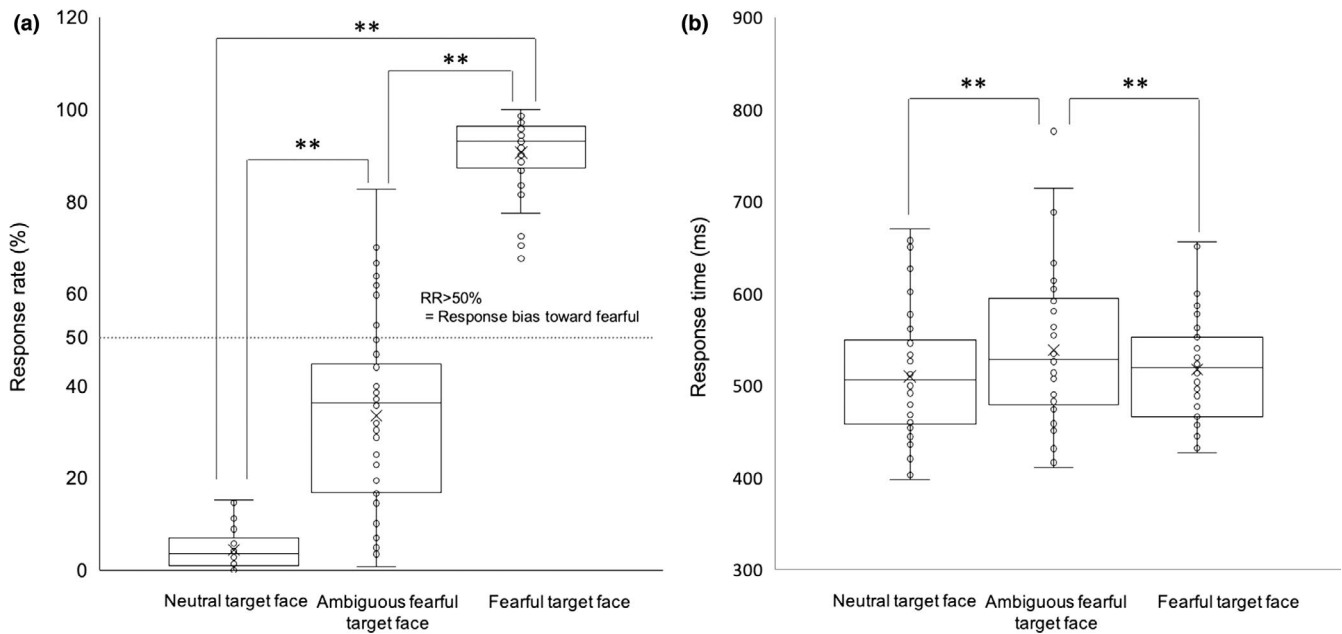 (a)
Response rate (%)
120
100
80
60
50
40
20
0
**
**
**
RR>50%
= Response bias toward fearful
Neutral target face
Ambiguous fearful
target face
Fearful target face
(b)
Response time (ms)
900
800
700
600
500
400
300
**
**
Neutral target face
Ambiguous fearful
target face
Fearful target face